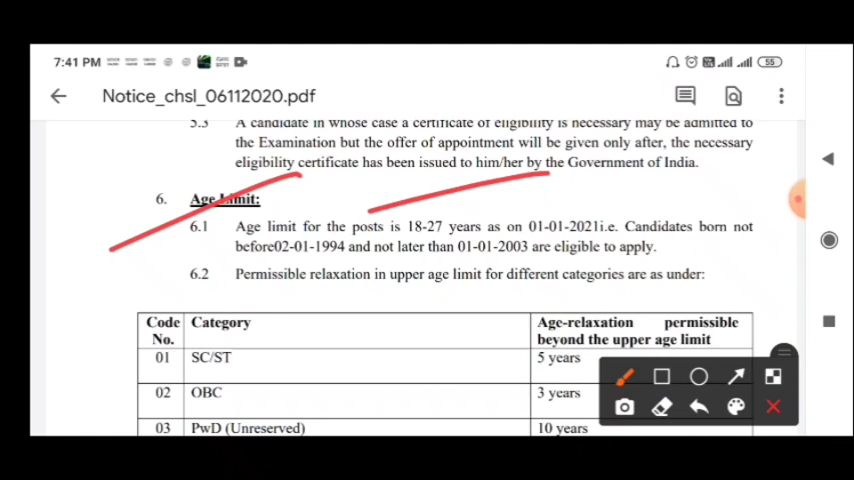 7:41 PM
55
Notice_chsl_06112020.pdf
5.3 A candidate in whose case a certificate of eligibility is necessary may be admitted to
the Examination but the offer of appointment will be given only after, the necessary
eligibility certificate has been issued to him/her by the Government of India.
6. Age Limit:
6.1 Age limit for the posts is 18-27 years as on 01-01-2021i.e. Candidates born not
before02-01-1994 and not later than 01-01-2003 are eligible to apply.
6.2 Permissible relaxation in upper age limit for different categories are as under:
Code No. Category Age-relaxation permissible
beyond the upper age limit
01 SC/ST 5 years
02 OBC 3 years
03 PwD (Unreserved) 10 years